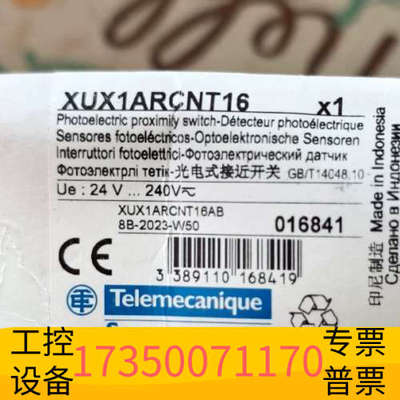 XUX1ARCNT16 x1
Photoelectric proximity switch-Détecteur photoélectrique
Sensores fotoeléctricos-Optoelektronische Sensoren
Interruttori fotoelettrici-Фотоэлектрический датчик
Фотоэлектрлі тетік-光电式接近开关 GB/T14048.10
Ue : 24 V ... 240V
XUX1ARCNT16AB
8B-2023-W50
016841
CE
3 389110 168419
Telemecanique
印尼制造 Made in Indonesia
Сделано в Индонезия
工控
设备
17350071170
专票
普票